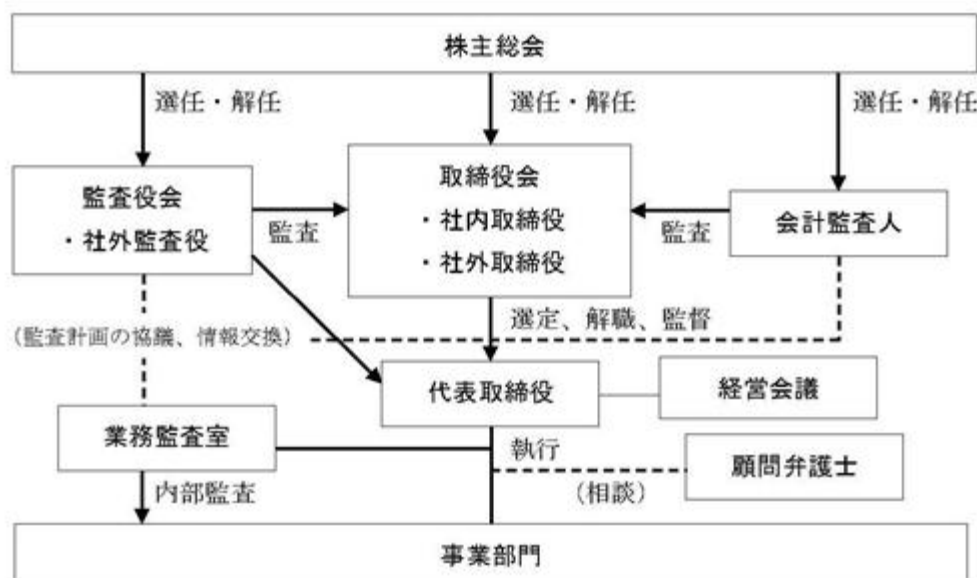 株主総会
選任・解任
選任・解任
選任・解任
監査役会
・社外監査役
監査
取締役会
・社内取締役
・社外取締役
監査
会計監査人
選定、解職、監督
（監査計画の協議、情報交換）
代表取締役
経営会議
業務監査室
執行
顧問弁護士
（相談）
内部監査
事業部門